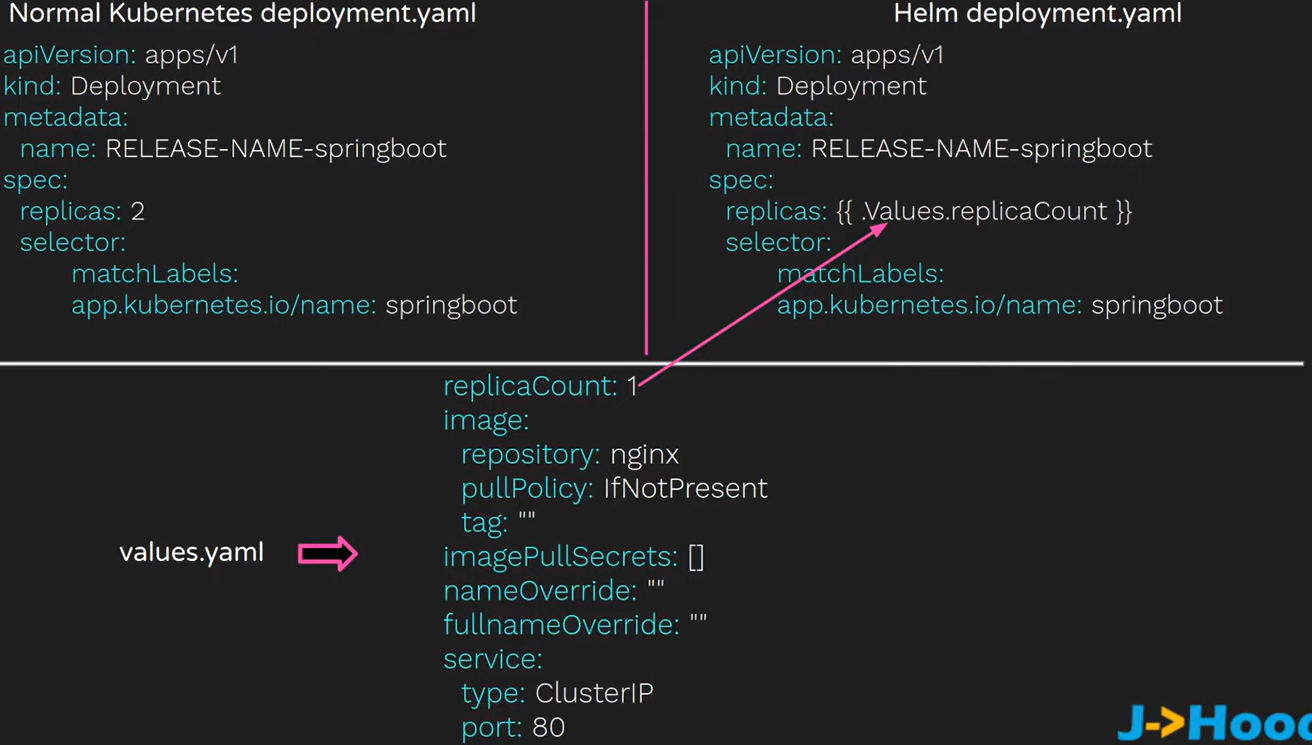 Normal Kubernetes deployment.yaml
apiVersion: apps/v1
kind: Deployment
metadata:
name: RELEASE-NAME-springboot
spec:
replicas: 2
selector:
matchLabels:
app.kubernetes.io/name: springboot
Helm deployment.yaml
apiVersion: apps/v1
kind: Deployment
metadata:
name: RELEASE-NAME-springboot
spec:
replicas: {{ .Values.replicaCount }}
selector:
matchLabels:
app.kubernetes.io/name: springboot
values.yaml
replicaCount: 1
image:
repository: nginx
pullPolicy: IfNotPresent
tag: ""
imagePullSecrets: []
nameOverride: ""
fullnameOverride: ""
service:
type: ClusterIP
port: 80